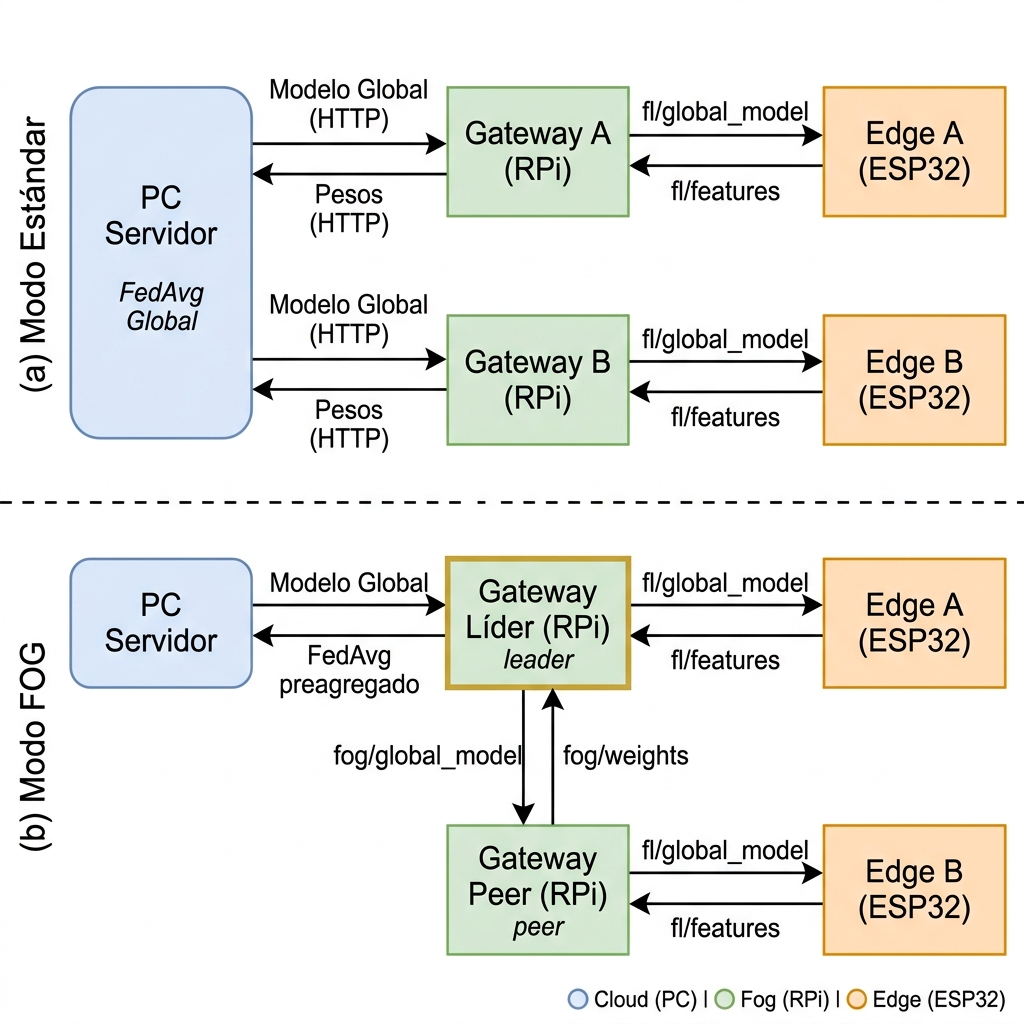 (a) Modo Estándar
PC
Servidor
FedAvg
Global
Modelo Global
(HTTP)
Pesos
(HTTP)
Gateway A
(RPi)
fl/global_model
fl/features
Edge A
(ESP32)
Modelo Global
(HTTP)
Pesos
(HTTP)
Gateway B
(RPi)
fl/global_model
fl/features
Edge B
(ESP32)
(b) Modo FOG
PC
Servidor
Modelo Global
FedAvg
preagregado
Gateway
Líder (RPi)
leader
fl/global_model
fl/features
Edge A
(ESP32)
fog/global_model
fog/weights
Gateway
Peer (RPi)
peer
fl/global_model
fl/features
Edge B
(ESP32)
Cloud (PC) | Fog (RPi) | Edge (ESP32)